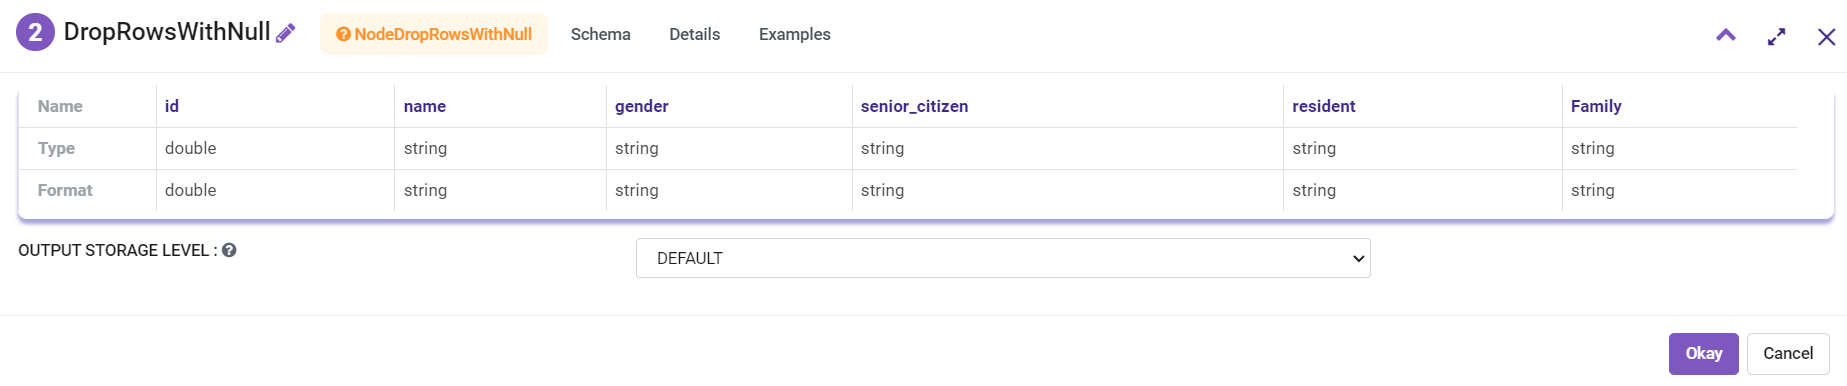 2 DropRowsWithNull NodeDropRowsWithNull Schema Details Examples
Name id name gender senior_citizen resident Family
Type double string string string string string
Format double string string string string string
OUTPUT STORAGE LEVEL : DEFAULT
Okay Cancel